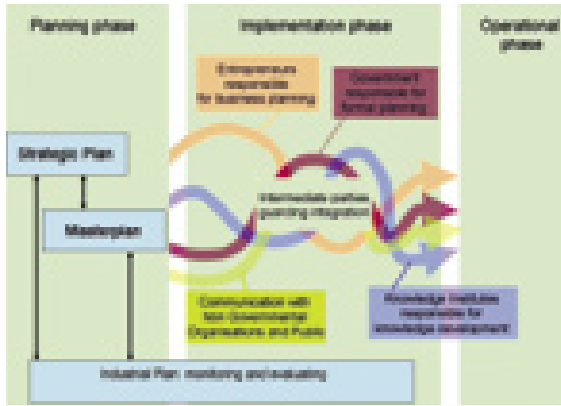 Planning phase
Implementation phase
Operational
phase
Entrepreneurs
responsible
for business planning
Government
responsible for
formal planning
Strategic Plan
Intermediate parties
guarding integration
Masterplan
Communication with
Non Governmental
Organisations and Public
Knowledge Institutes
responsible for
knowledge development
Industrial Plan: monitoring and evaluating